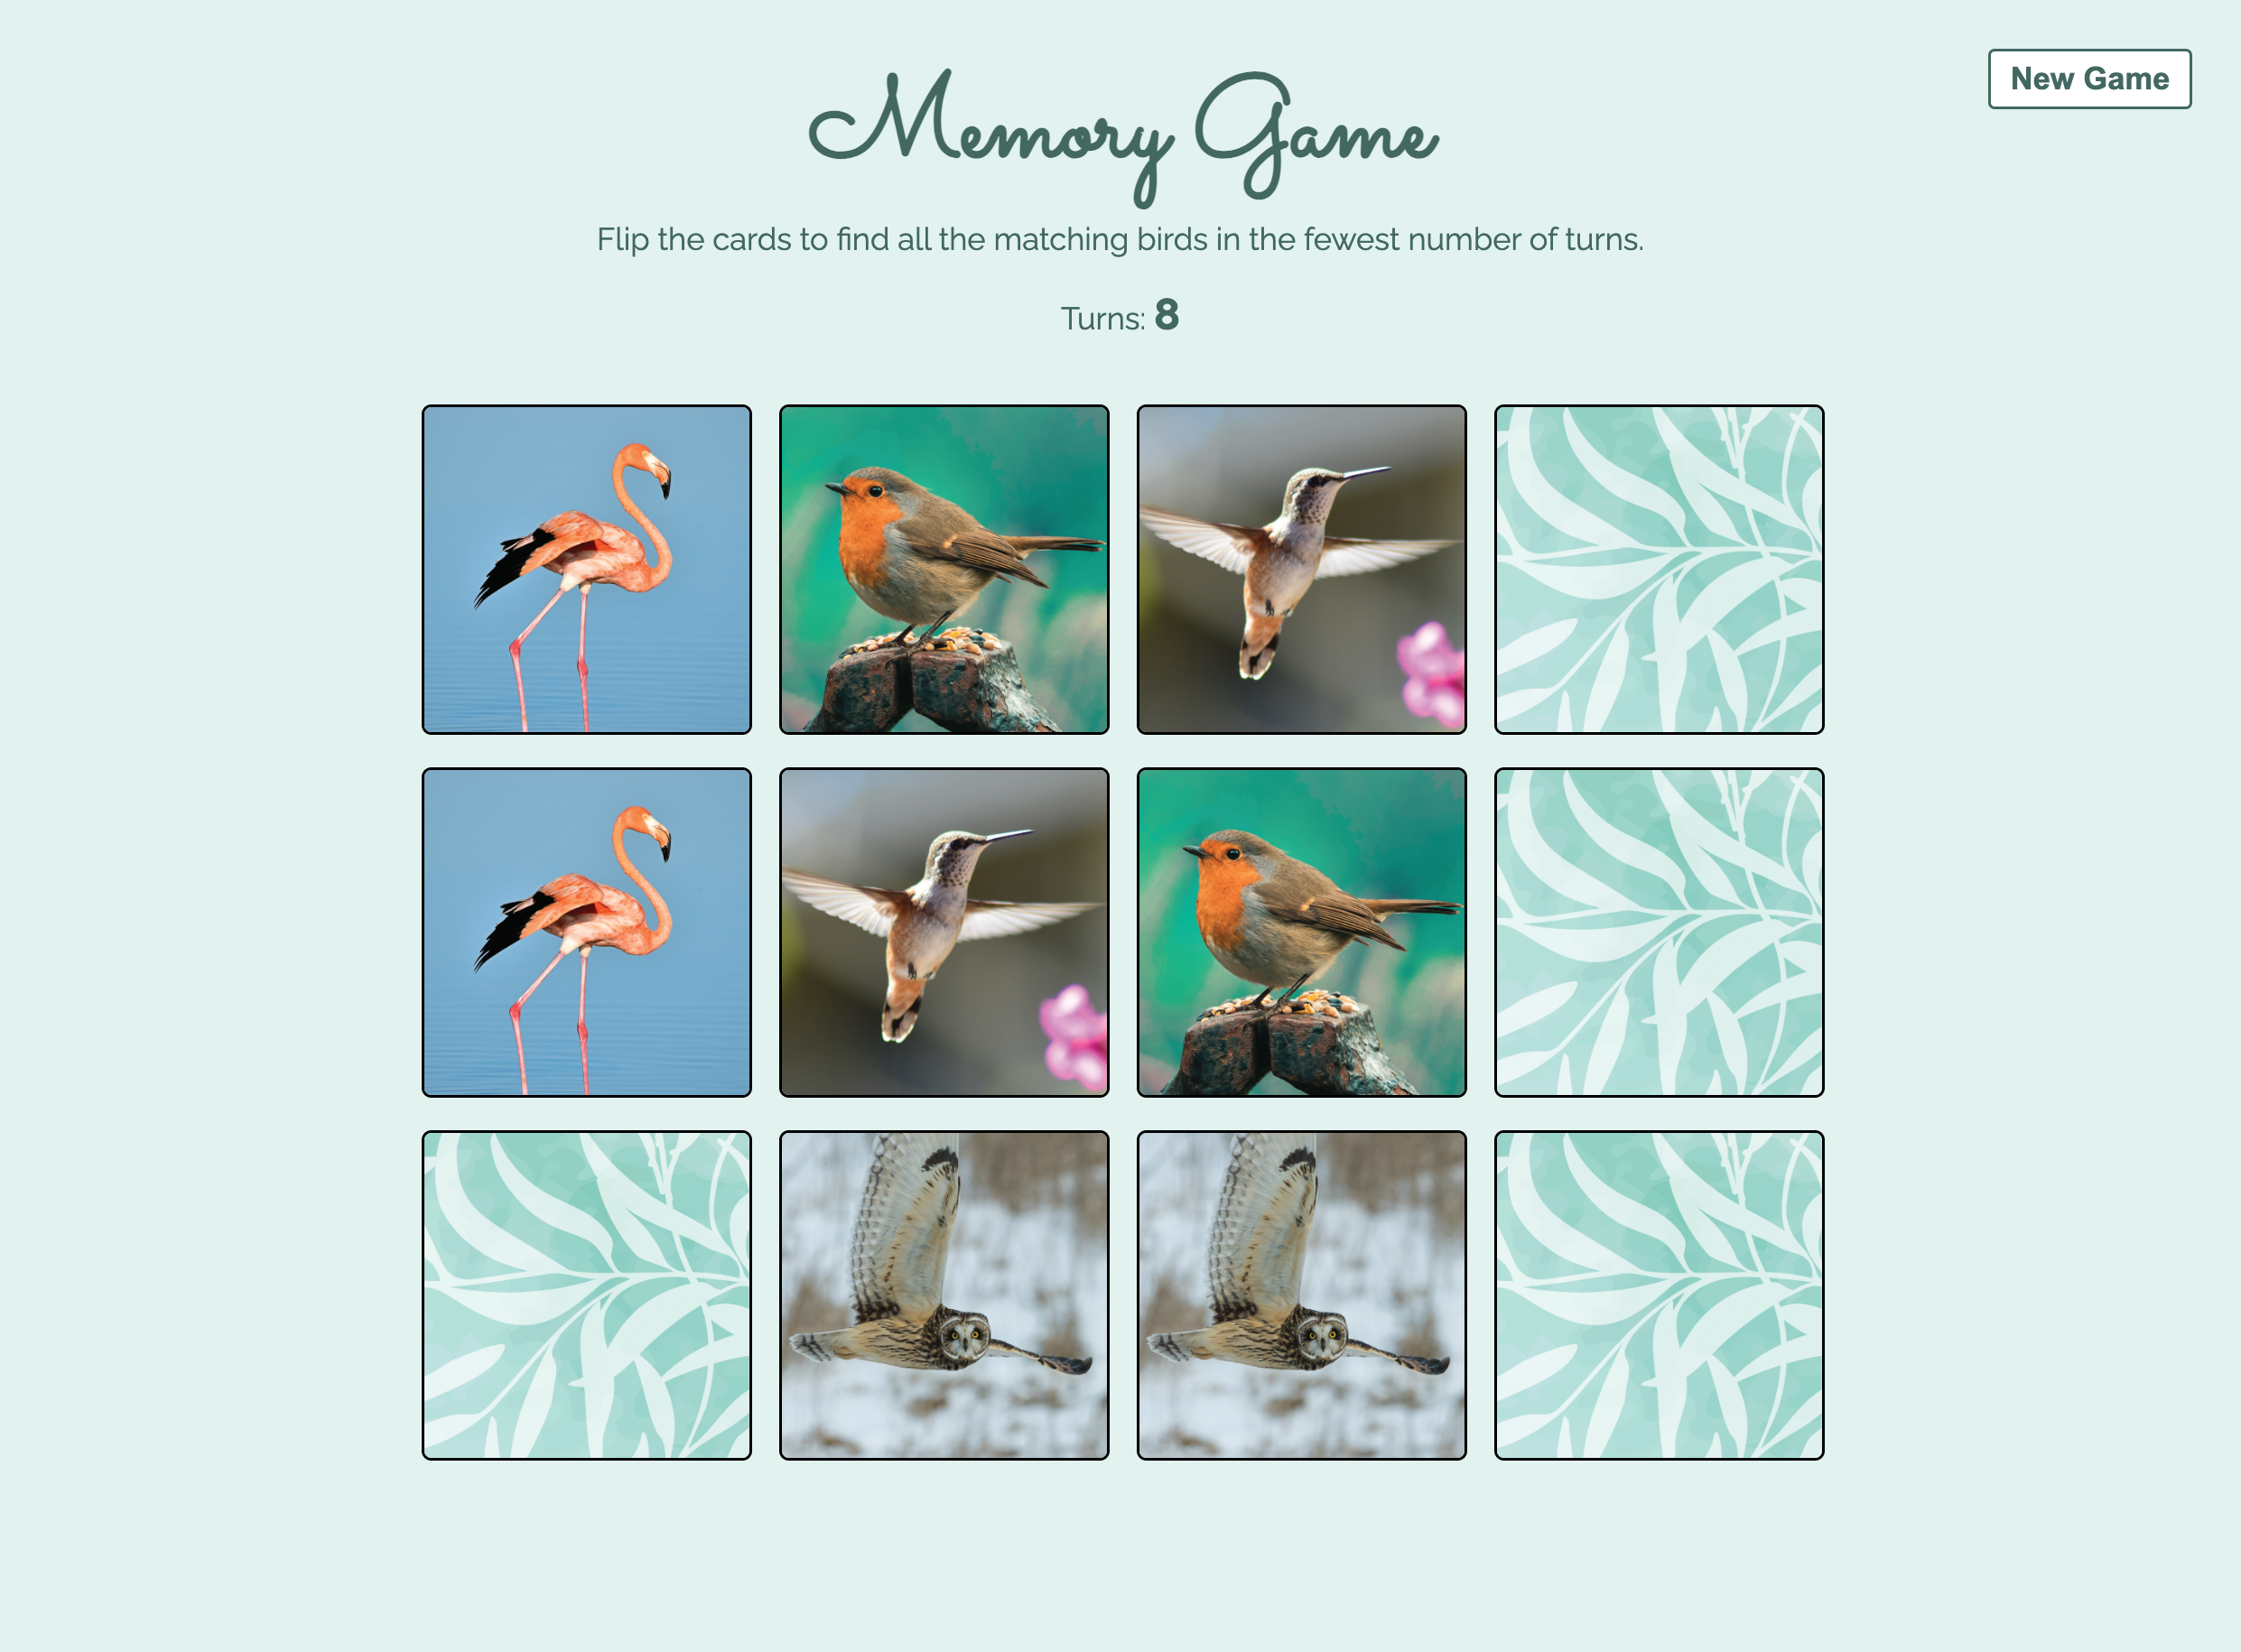 New Game
Memory Game
Flip the cards to find all the matching birds in the fewest number of turns.
Turns: 8